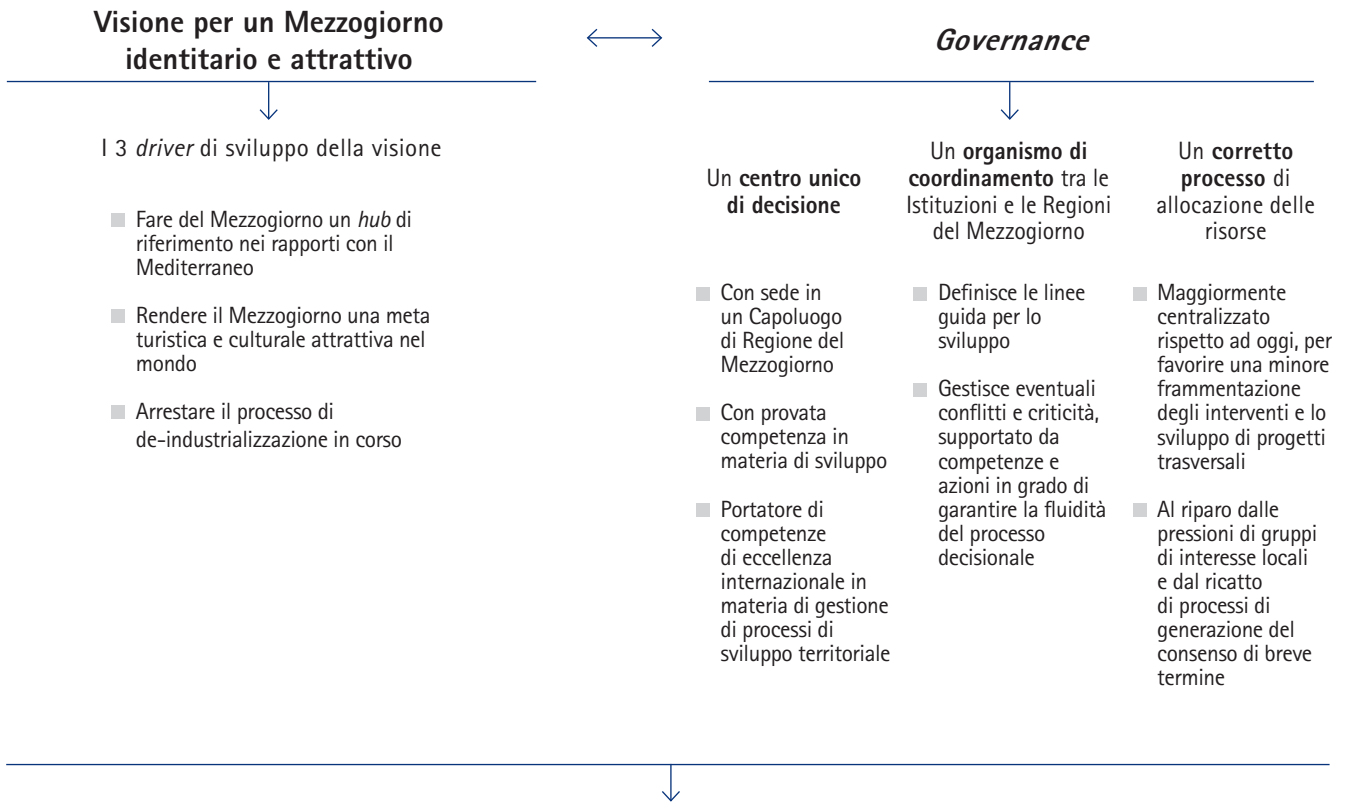 Visione per un Mezzogiorno
identitario e attrattivo
I 3 driver di sviluppo della visione
Fare del Mezzogiorno un hub di
riferimento nei rapporti con il
Mediterraneo
Rendere il Mezzogiorno una meta
turistica e culturale attrattiva nel
mondo
Arrestare il processo di
de-industrializzazione in corso
Governance
Un centro unico
di decisione
Con sede in
un Capoluogo
di Regione del
Mezzogiorno
Con provata
competenza in
materia di sviluppo
Portatore di
competenze
di eccellenza
internazionale in
materia di gestione
di processi di
sviluppo territoriale
Un organismo di
coordinamento tra le
Istituzioni e le Regioni
del Mezzogiorno
Definisce le linee
guida per lo
sviluppo
Gestisce eventuali
conflitti e criticità,
supportato da
competenze e
azioni in grado di
garantire la fluidità
del processo
decisionale
Un corretto
processo di
allocazione delle
risorse
Maggiormente
centralizzato
rispetto ad oggi, per
favorire una minore
frammentazione
degli interventi e lo
sviluppo di progetti
trasversali
Al riparo dalle
pressioni di gruppi
di interesse locali
e dal ricatto
di processi di
generazione del
consenso di breve
termine